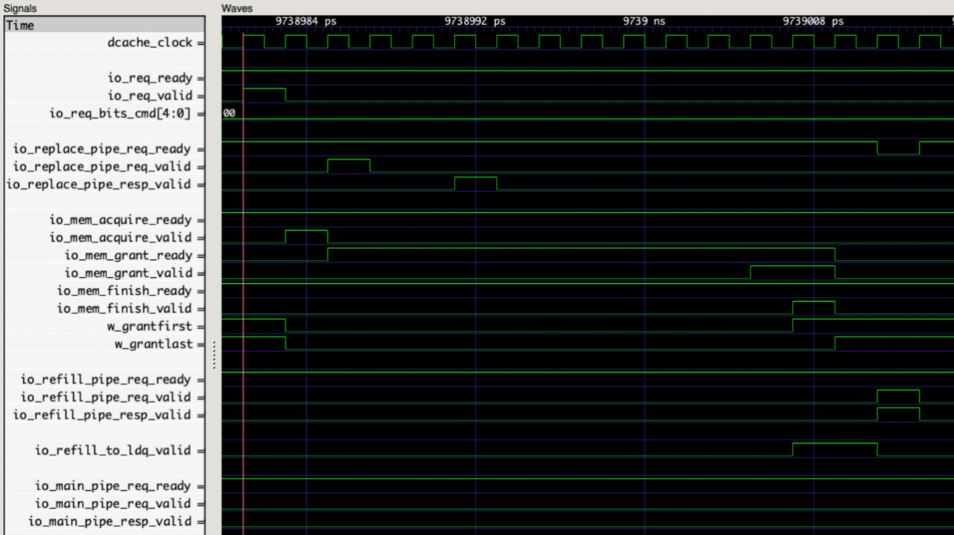 Signals
Waves
Time
9738984 ps
9738992 ps
9739 ns
9739008 ps
dcache_clock
io_req_ready
io_req_valid
io_req_bits_cmd[4:0]
00
io_replace_pipe_req_ready
io_replace_pipe_req_valid
io_replace_pipe_resp_valid
io_mem_acquire_ready
io_mem_acquire_valid
io_mem_grant_ready
io_mem_grant_valid
io_mem_finish_ready
io_mem_finish_valid
w_grantfirst
w_grantlast
io_refill_pipe_req_ready
io_refill_pipe_req_valid
io_refill_pipe_resp_valid
io_refill_to_ldq_valid
io_main_pipe_req_ready
io_main_pipe_req_valid
io_main_pipe_resp_valid